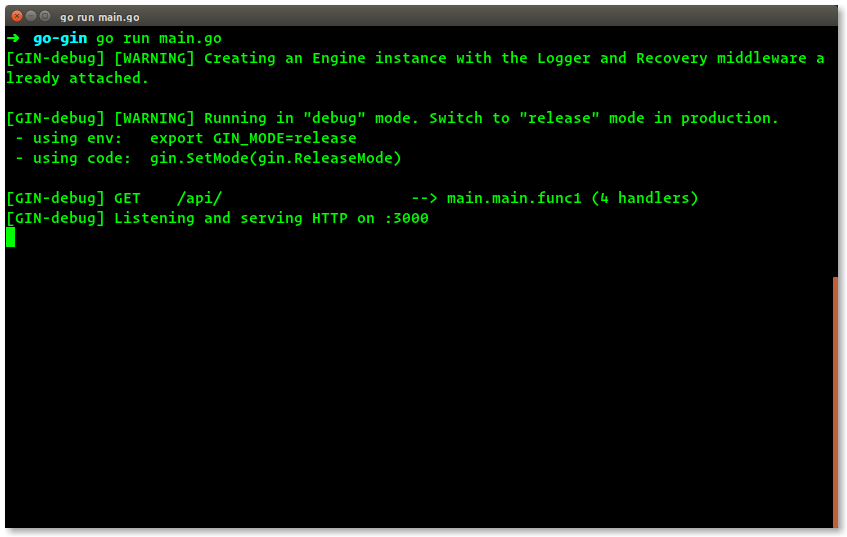 go run main.go
➜  go-gin go run main.go
[GIN-debug] [WARNING] Creating an Engine instance with the Logger and Recovery middleware a
lready attached.
[GIN-debug] [WARNING] Running in "debug" mode. Switch to "release" mode in production.
 - using env:   export GIN_MODE=release
 - using code:  gin.SetMode(gin.ReleaseMode)
[GIN-debug] GET    /api/                     --> main.main.func1 (4 handlers)
[GIN-debug] Listening and serving HTTP on :3000